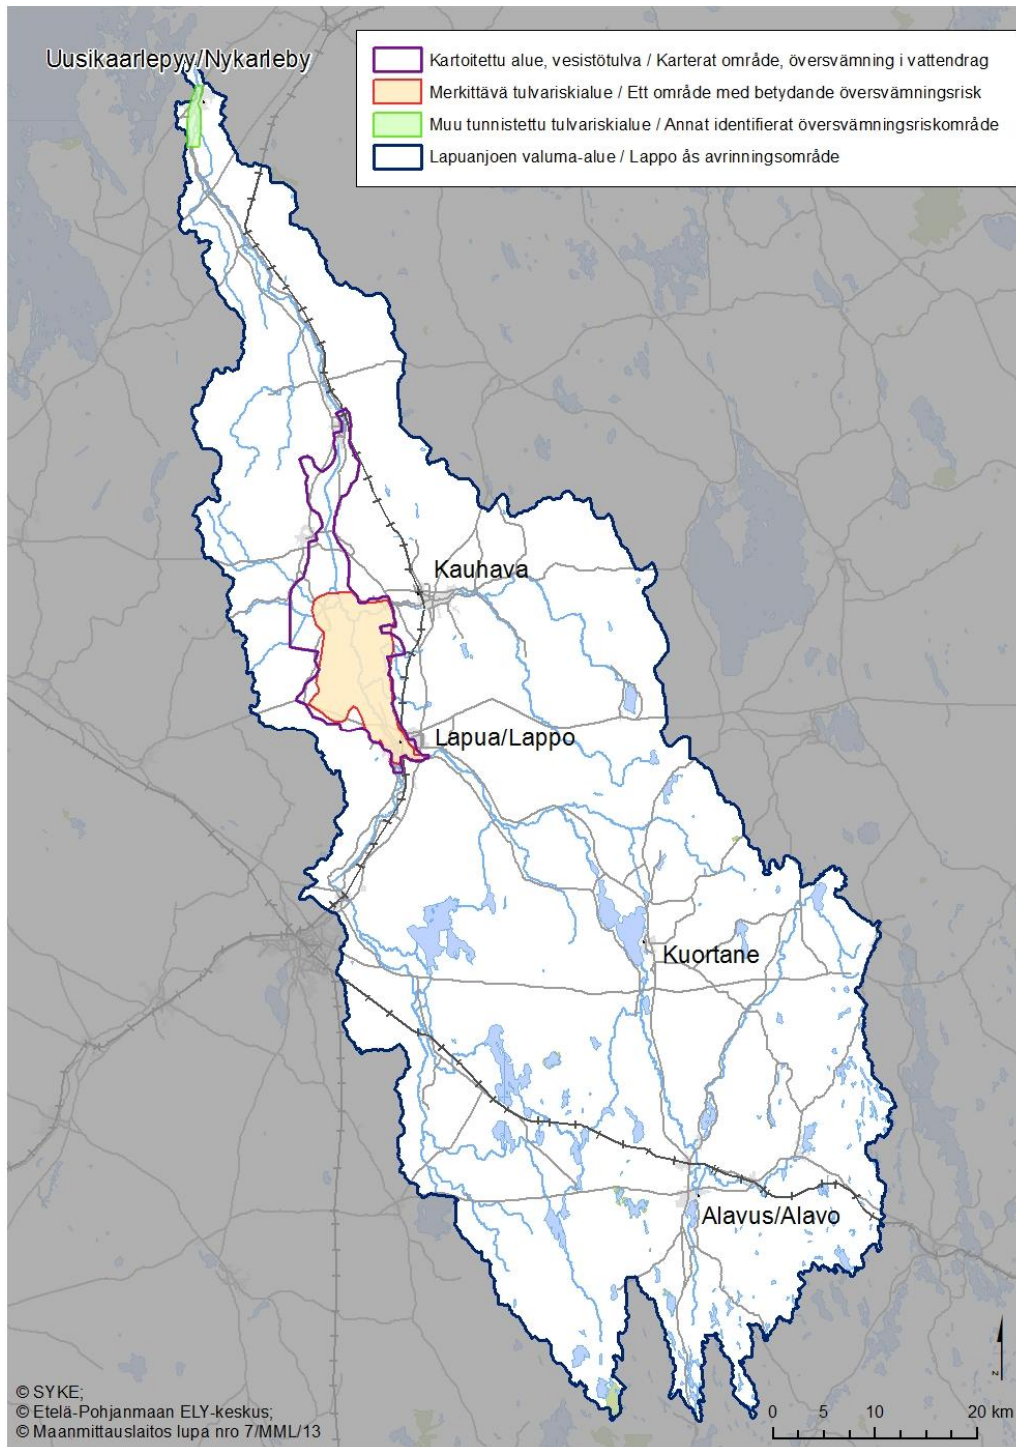 Uusikaarlepyy/Nykarleby
Kartoitettu alue, vesistötulva / Karterat område, översvämning i vattendrag
Merkittävä tulvariskialue / Ett område med betydande översvämningsrisk
Muu tunnistettu tulvariskialue / Annat identifierat översvämningsriskområde
Lapuanjoen valuma-alue / Lappo ås avrinningsområde
Kauhava
Lapua/Lappo
Kuortane
Alavus/Alavo
N
© SYKE;
© Etelä-Pohjanmaan ELY-keskus;
© Maanmittauslaitos lupa nro 7/MML/13
0 5 10 20 km